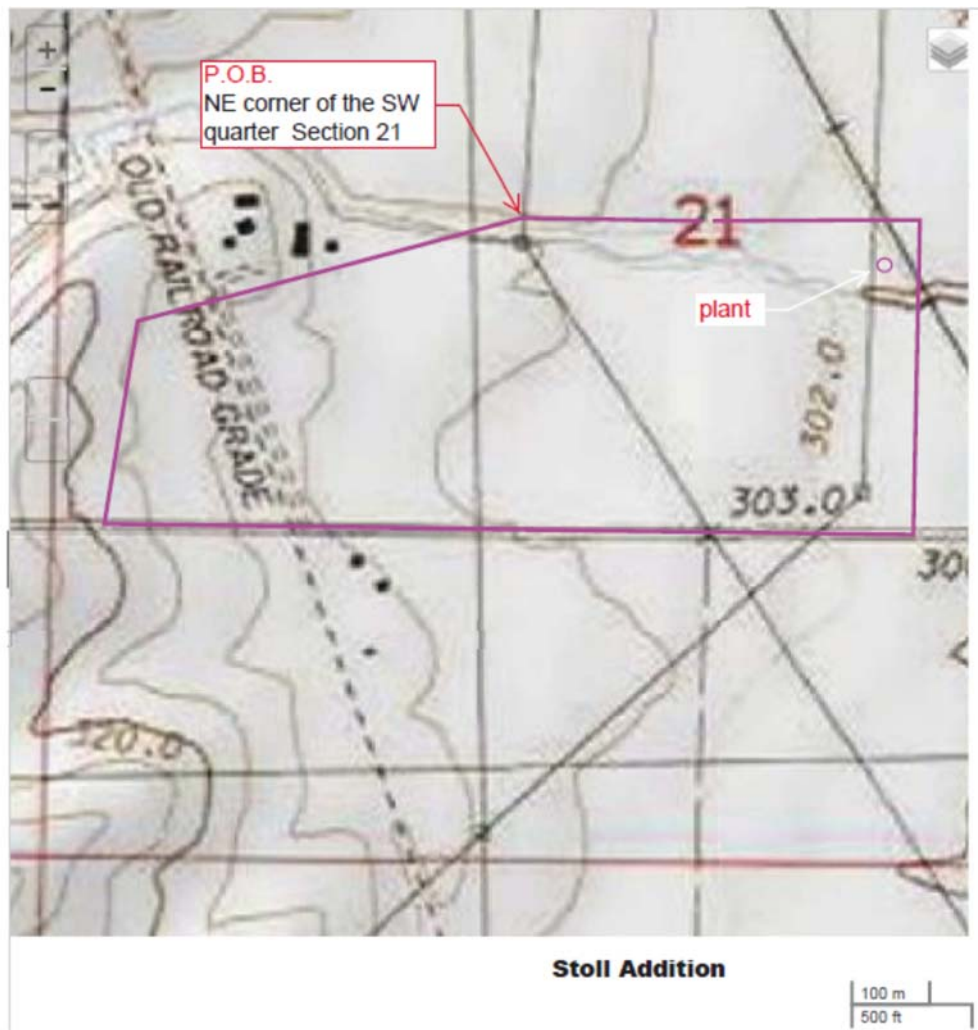 +
-
P.O.B.
NE corner of the SW
quarter Section 21
OLD RAILROAD GRADE
21
plant
302.0
303.0
30
320.0
Stoll Addition
100 m
500 ft